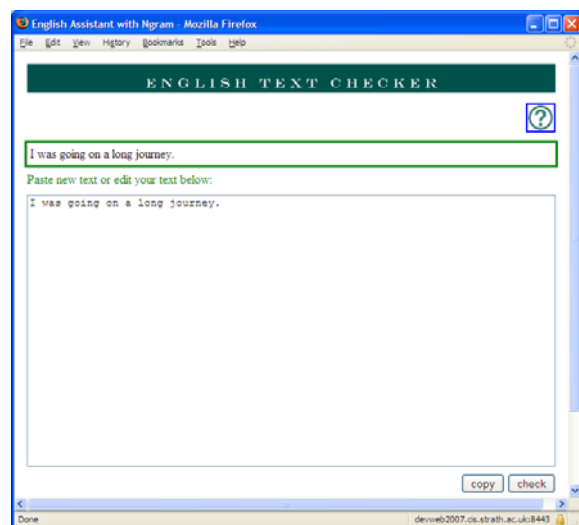 English Assistant with Ngram - Mozilla Firefox
File Edit View History Bookmarks Tools Help
ENGLISH TEXT CHECKER
?
I was going on a long journey.
Paste new text or edit your text below:
I was going on a long journey.
copy check
Done devweb2007.cis.strath.ac.uk:8443